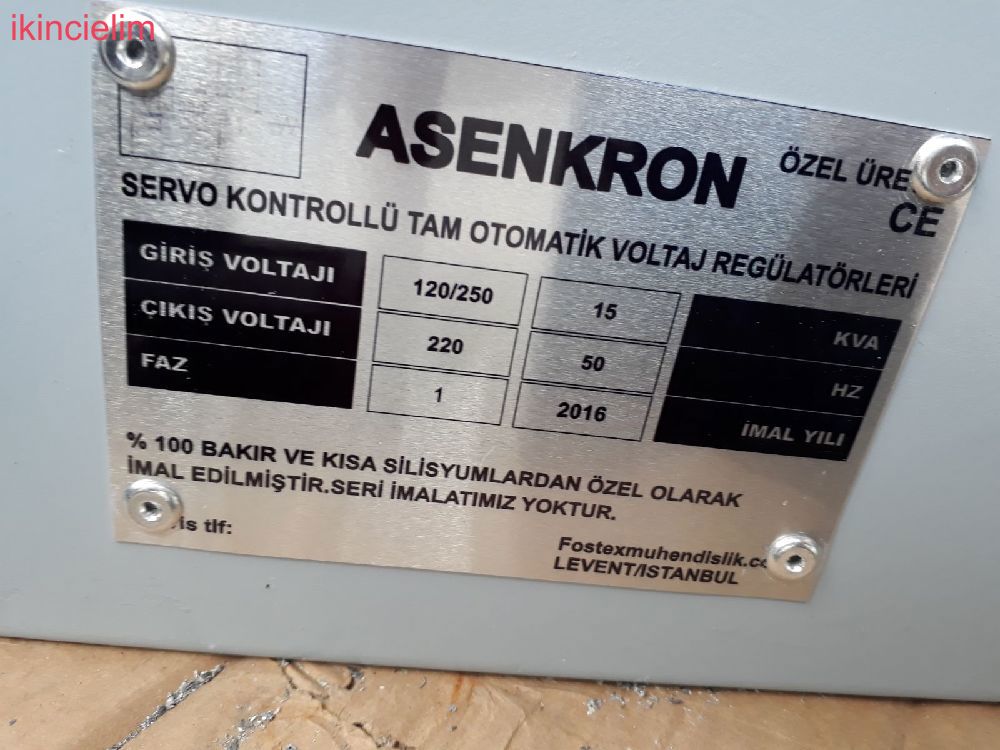 ikincielim
ASENKRON
ÖZEL
CE
SERVO KONTROLLÜ TAM OTOMATİK VOLTAJ REGÜLATÖRLERİ
GİRİŞ VOLTAJI 120/250 15 KVA
ÇIKIŞ VOLTAJI 220 50 HZ
FAZ 1 2016 İMAL YILI
% 100 BAKIR VE KISA SİLİSYUMLARDAN ÖZEL OLARAK
İMAL EDİLMİŞTİR.SERİ İMALATIMIZ YOKTUR.
tlf:
LEVENT/ISTANBUL